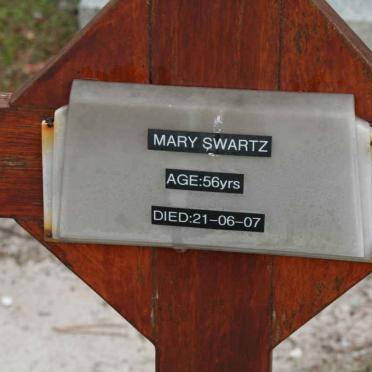 MARY SWARTZ
AGE:56yrs
DIED:21-06-07